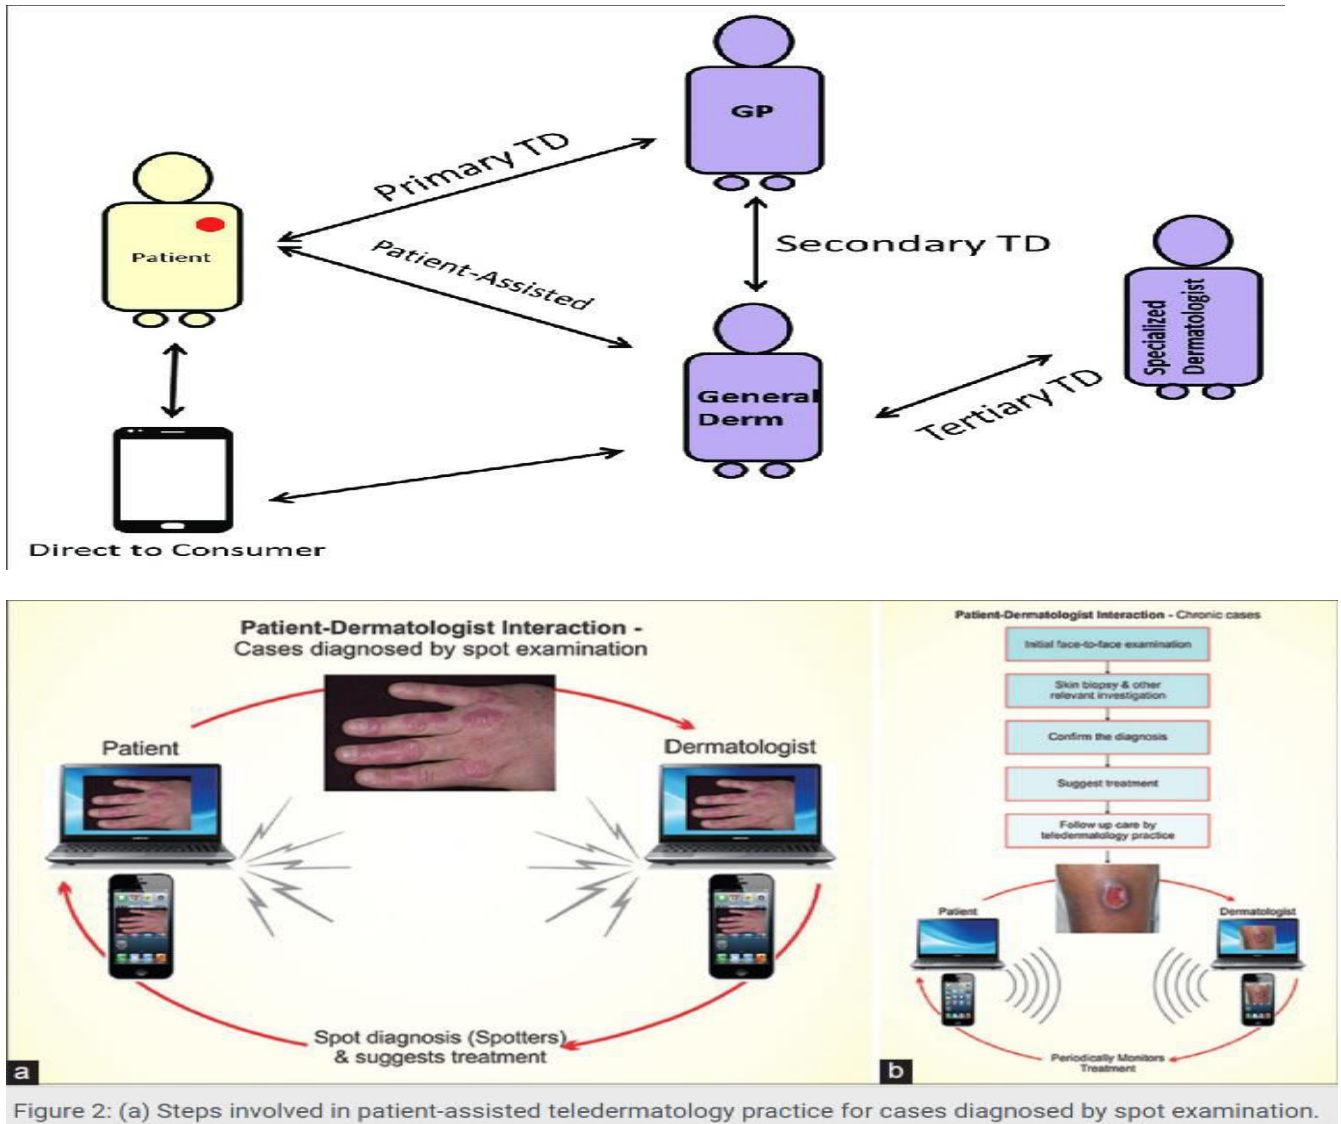 GP
Primary TD
Patient
Patient-Assisted
Secondary TD
Specialized
Dermatologist
General
Derm
Tertiary TD
Direct to Consumer
Patient-Dermatologist Interaction -
Cases diagnosed by spot examination
Patient
Dermatologist
Spot diagnosis (Spotters)
& suggests treatment
a
Patient-Dermatologist Interaction - Chronic cases
Initial face-to-face examination
Skin biopsy & other
relevant investigation
Confirm the diagnosis
Suggest treatment
Follow up care by
teledermatology practice
Patient
Dermatologist
Periodically Monitors
Treatment
b
Figure 2: (a) Steps involved in patient-assisted teledermatology practice for cases diagnosed by spot examination.